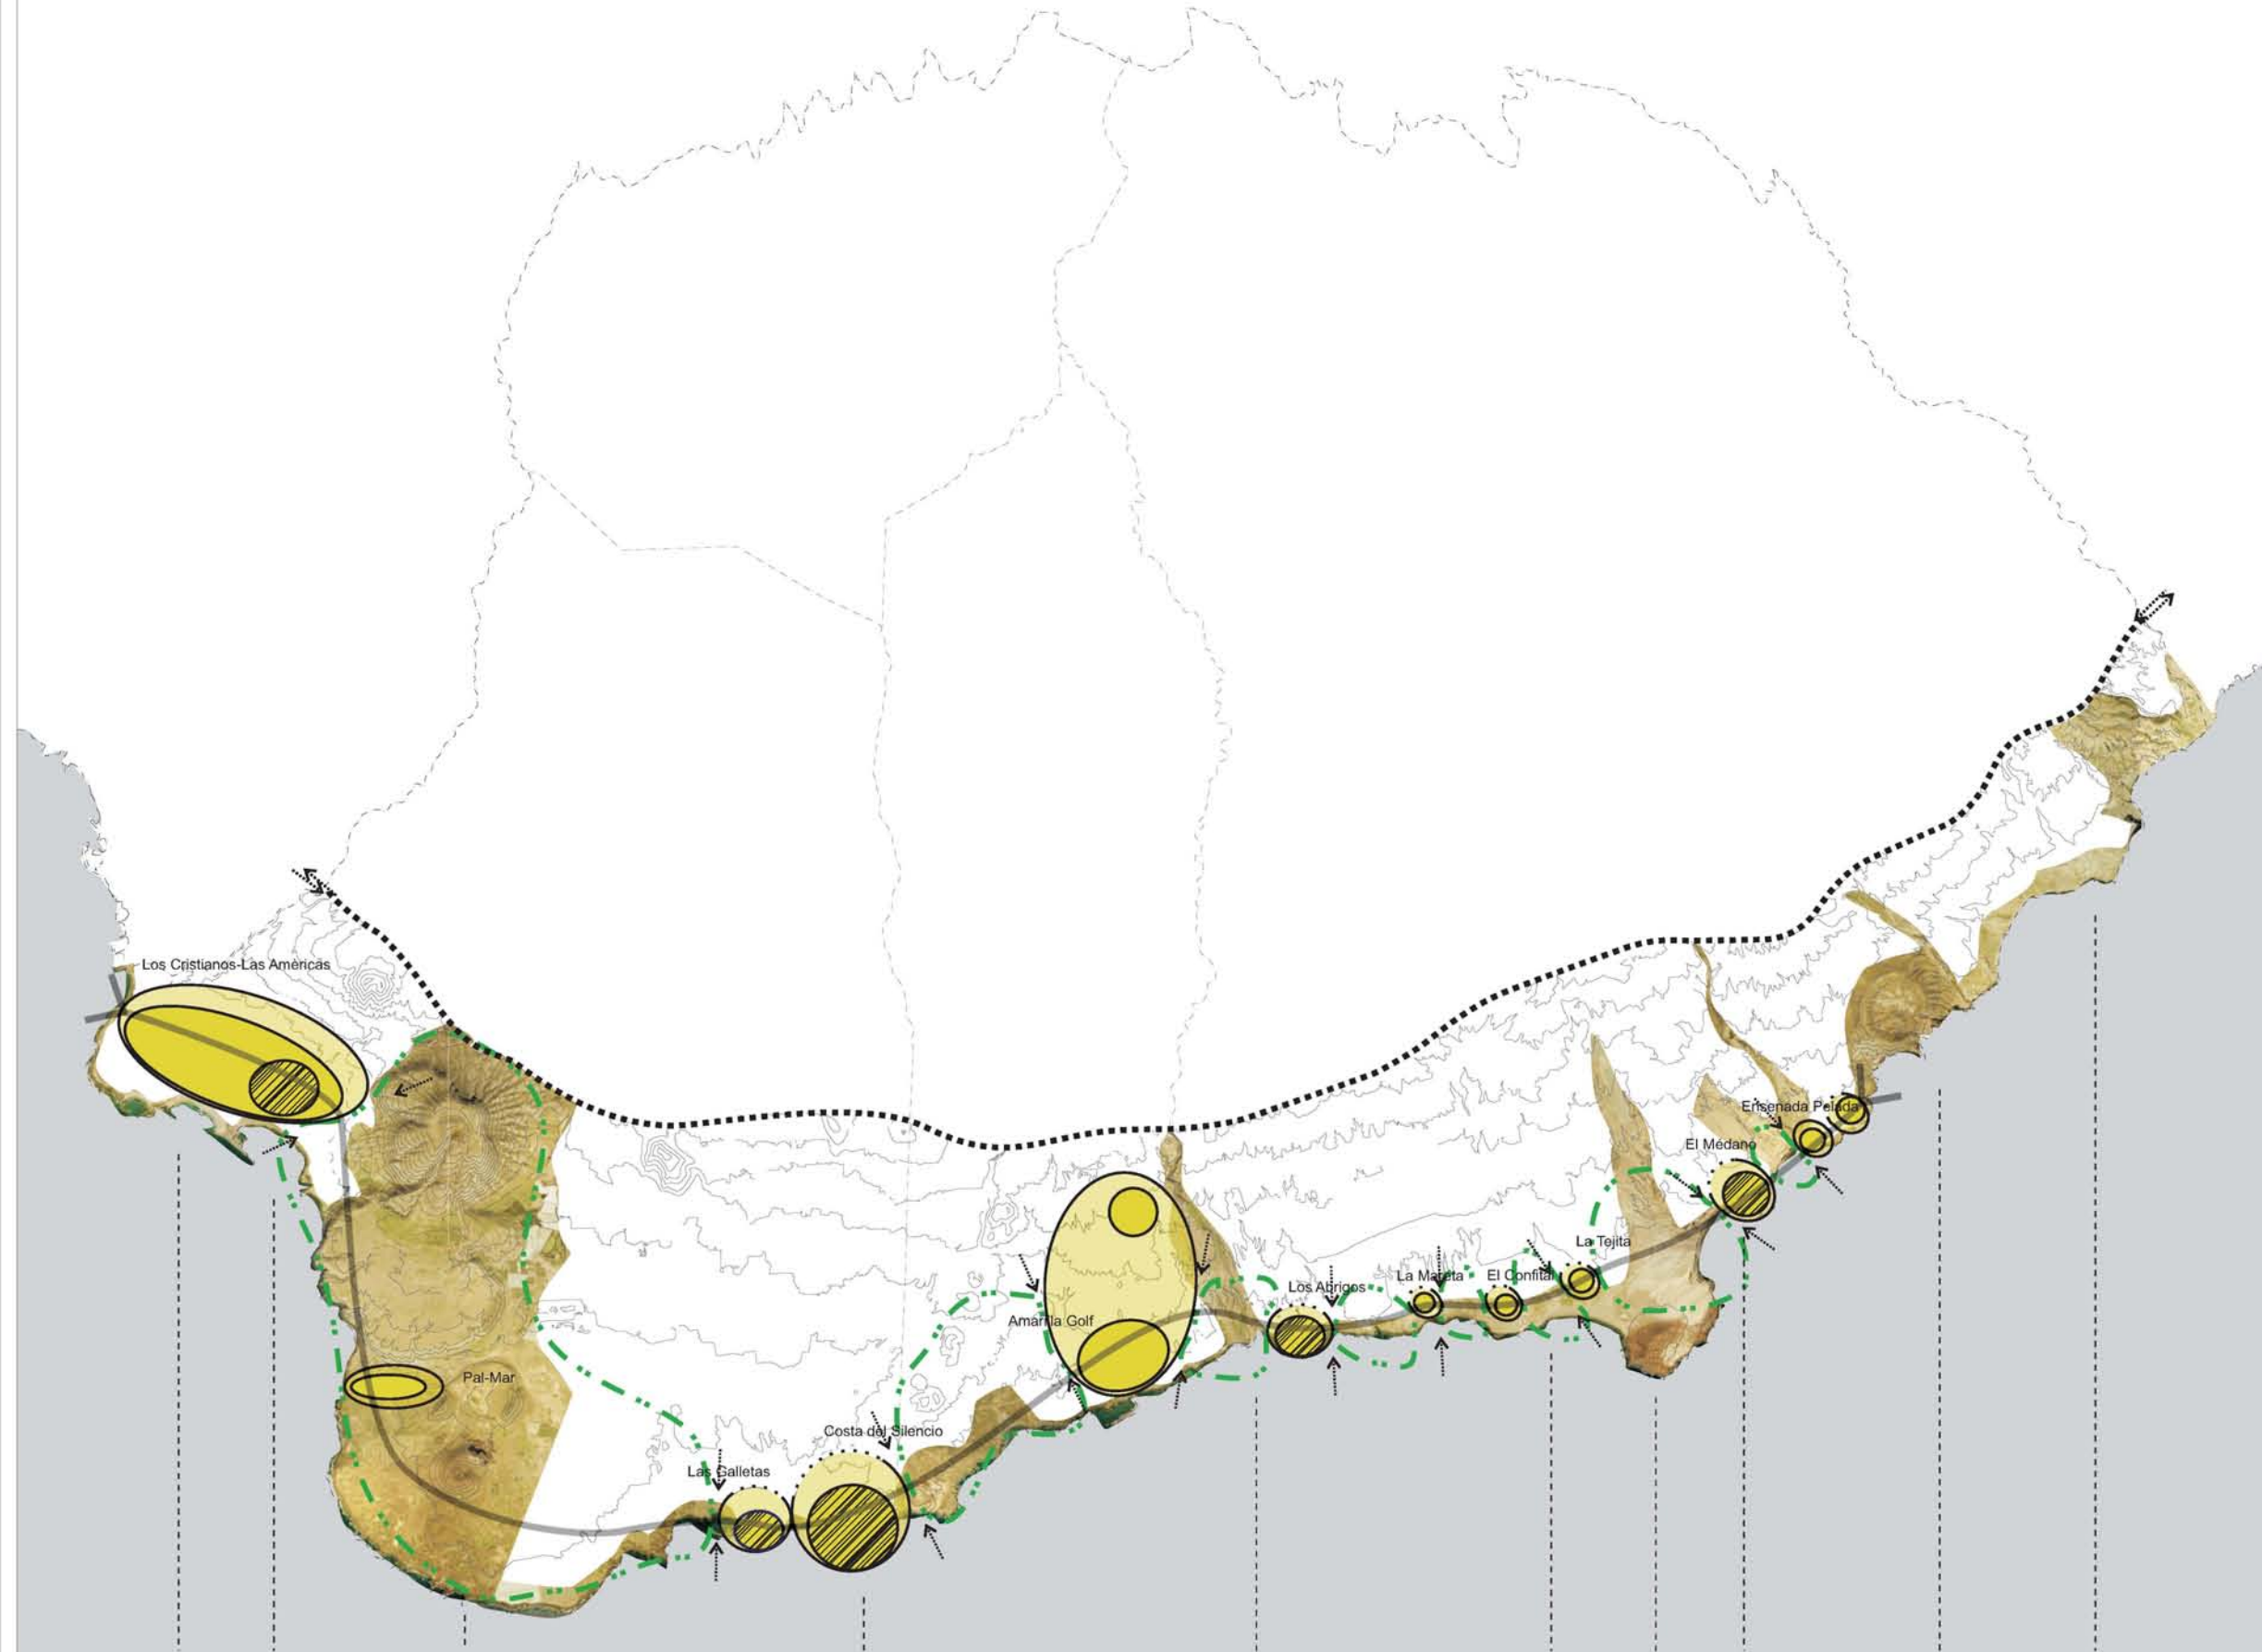 Los Cristianos-Las Américas
Ensenada Pelada
El Médano
La Tejita
La Mareta
El Confital
Los Abrigos
Amarilla Golf
Pal-Mar
Costa del Silencio
Las Galletas